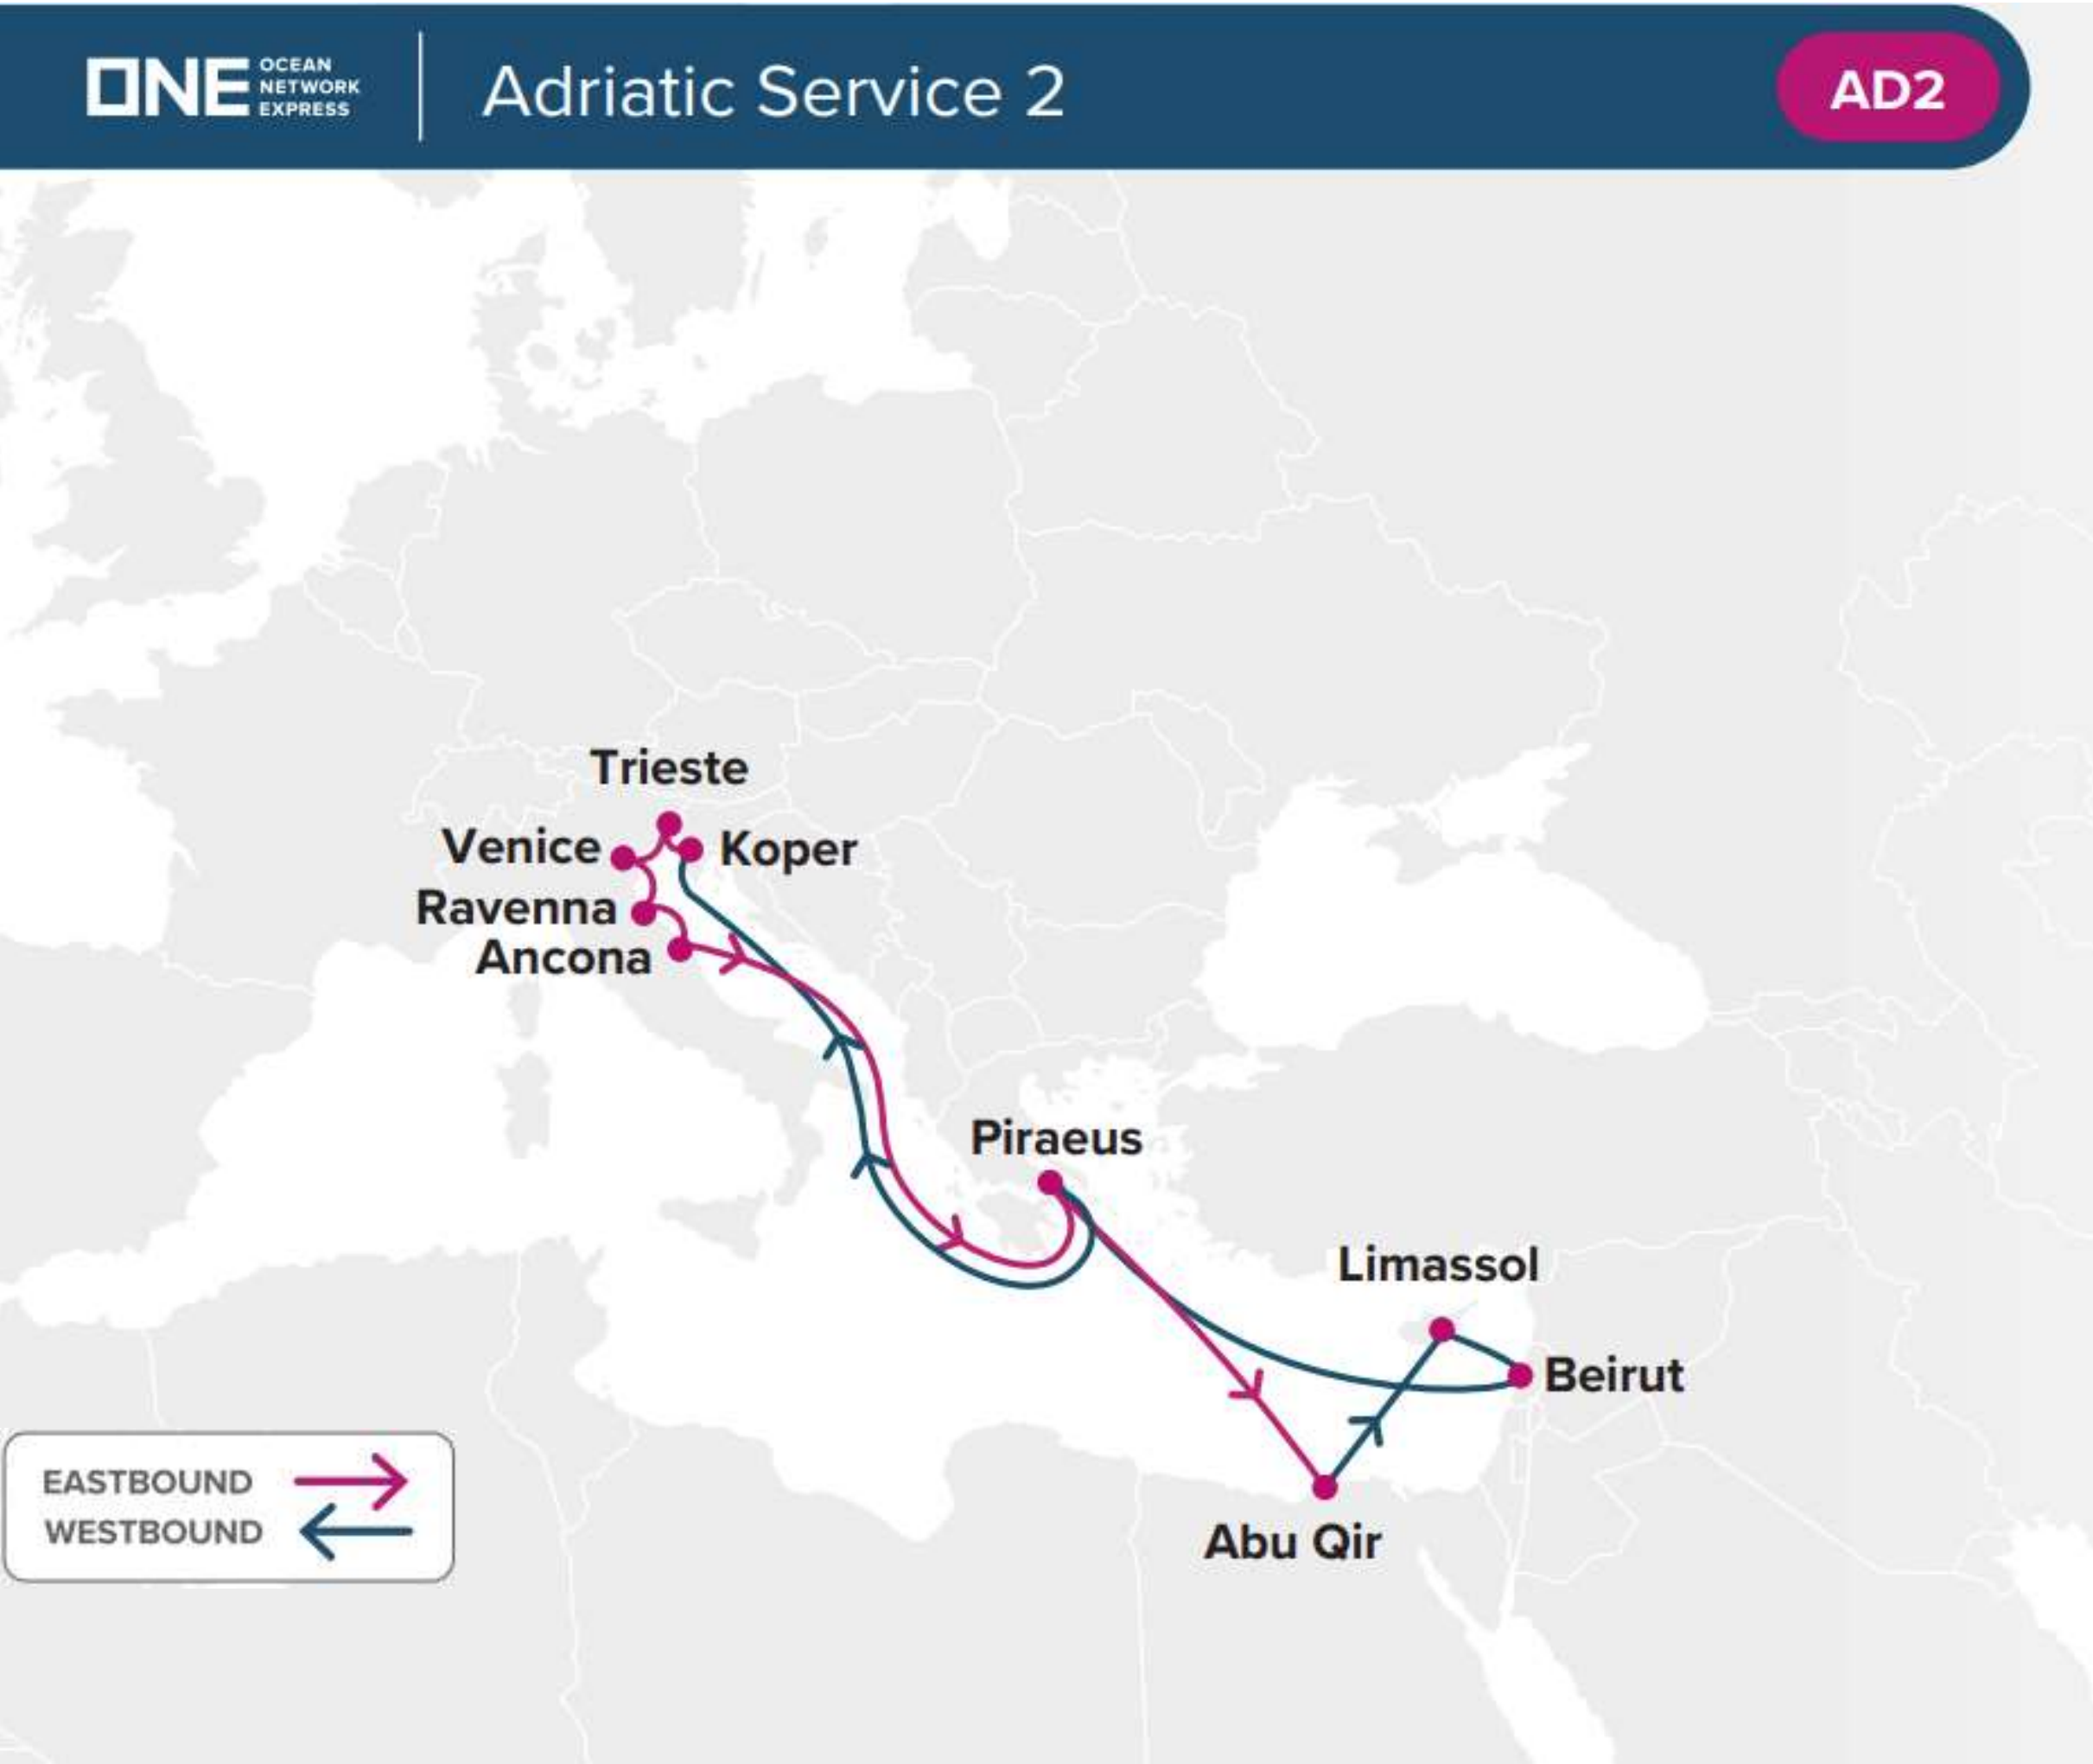 ONE
OCEAN
NETWORK
EXPRESS
Adriatic Service 2
AD2
Trieste
Venice
Koper
Ravenna
Ancona
Piraeus
Limassol
Beirut
Abu Qir
EASTBOUND
WESTBOUND